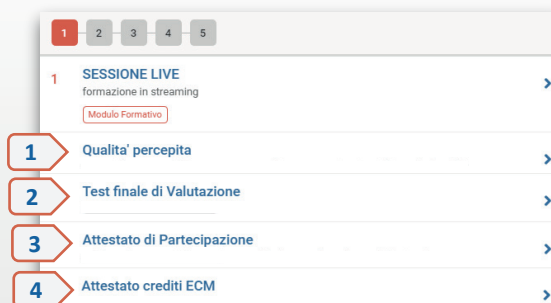 1 2 3 4 5
1 SESSIONE LIVE
formazione in streaming
Modulo Formativo
1 Qualita' percepita
2 Test finale di Valutazione
3 Attestato di Partecipazione
4 Attestato crediti ECM